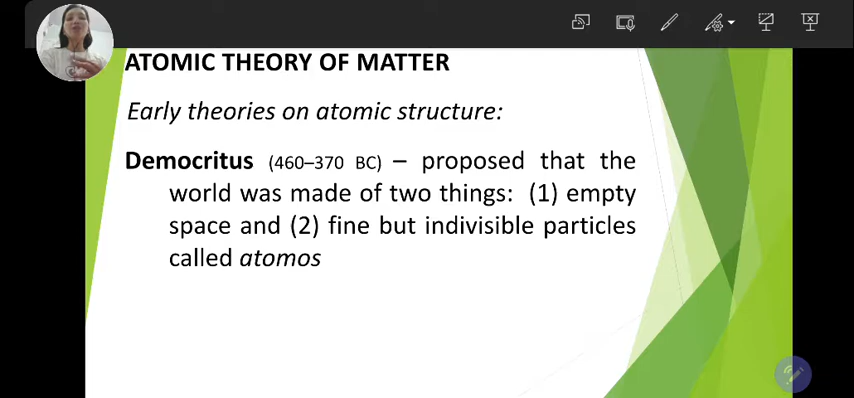 ATOMIC THEORY OF MATTER
Early theories on atomic structure:
Democritus (460–370 BC) – proposed that the
world was made of two things: (1) empty
space and (2) fine but indivisible particles
called atomos